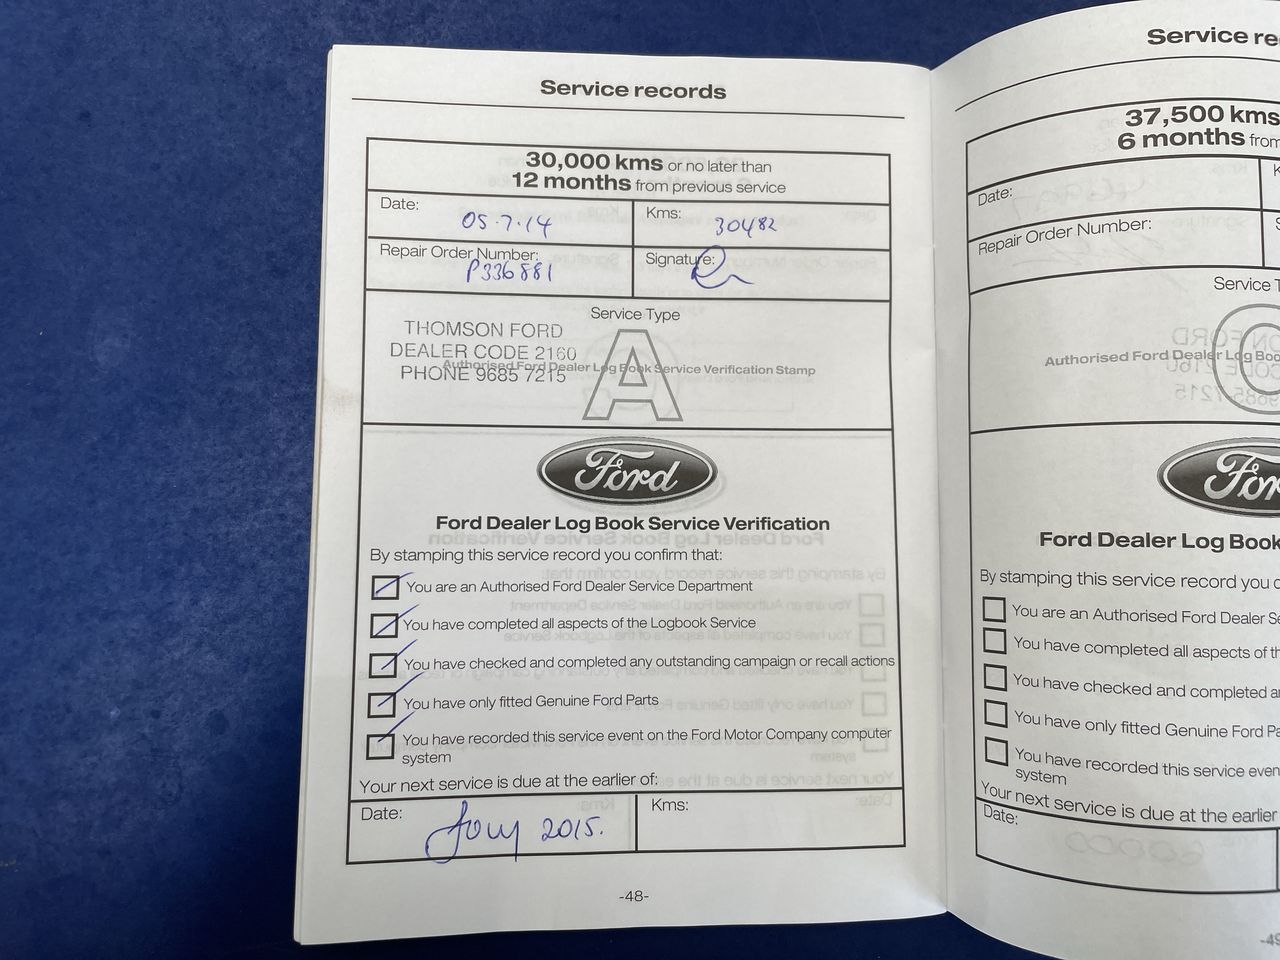 Service records
30,000 kms or no later than
12 months from previous service
Date: 05.7.14
Kms: 30482
Repair Order Number: P336881
Signature:
Service Type
A
THOMSON FORD
DEALER CODE 2160
PHONE 9685 7215
Authorised Ford Dealer Log Book Service Verification Stamp
Ford
Ford Dealer Log Book Service Verification
By stamping this service record you confirm that:
You are an Authorised Ford Dealer Service Department
You have completed all aspects of the Logbook Service
You have checked and completed any outstanding campaign or recall actions
You have only fitted Genuine Ford Parts
You have recorded this service event on the Ford Motor Company computer
system
Your next service is due at the earlier of:
Date: July 2015.
Kms:
-48-
Service re
37,500 kms
6 months from
Date:
Repair Order Number:
Service T
Authorised Ford Dealer Log Boo
Ford Dealer Log Book
By stamping this service record you c
You are an Authorised Ford Dealer Se
You have completed all aspects of th
You have checked and completed a
You have only fitted Genuine Ford Pa
You have recorded this service even
system
Your next service is due at the earlier
Date:
-49